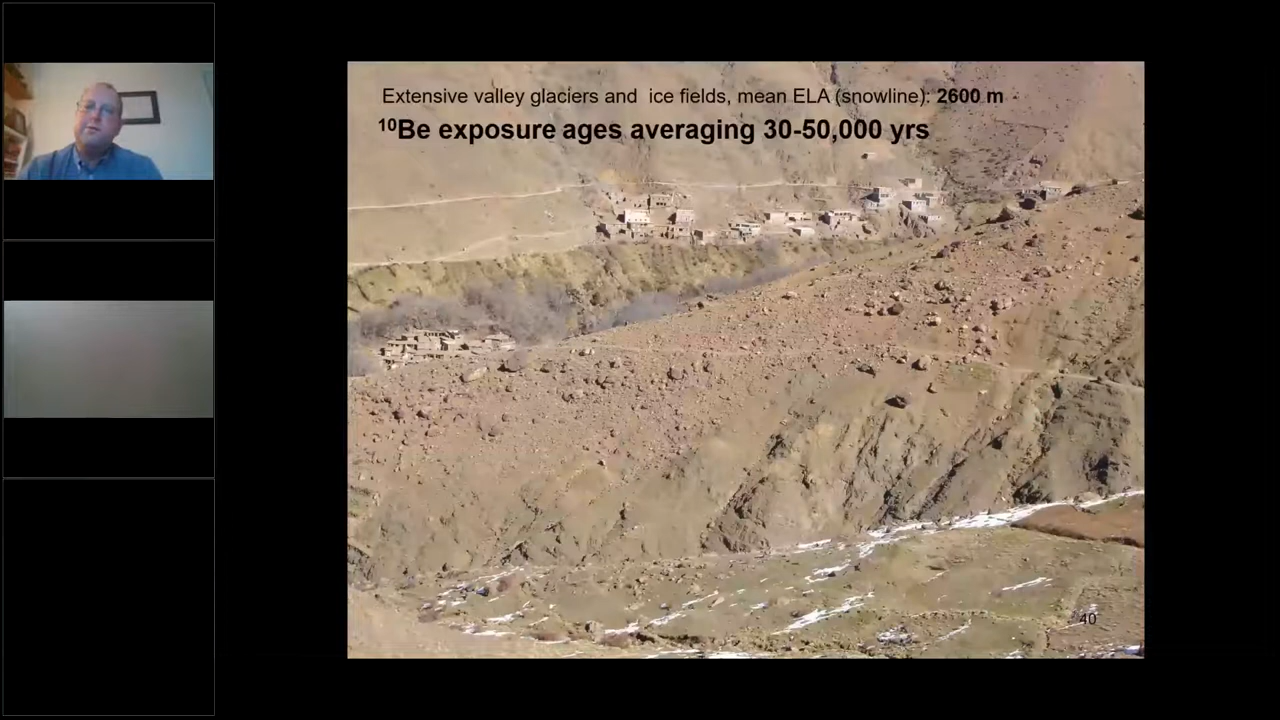 Extensive valley glaciers and ice fields, mean ELA (snowline): 2600 m
¹⁰Be exposure ages averaging 30-50,000 yrs
40